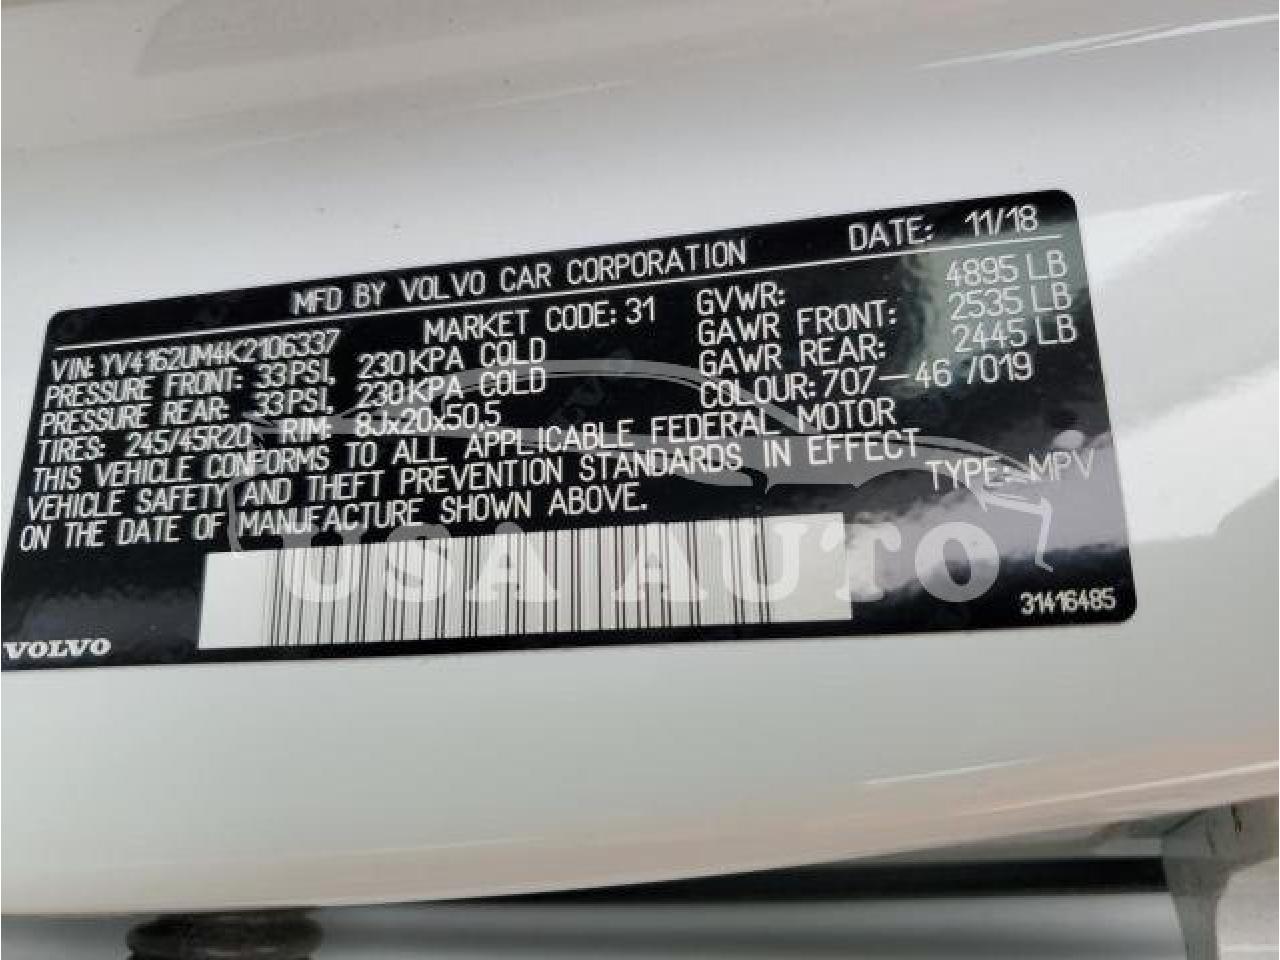 MFD BY VOLVO CAR CORPORATION DATE: 11/18
VIN: YV4162UM4K2106337 MARKET CODE: 31 GVWR: 4895 LB
PRESSURE FRONT: 33PSI, 230KPA COLD GAWR FRONT: 2535 LB
PRESSURE REAR: 33PSI, 230KPA COLD GAWR REAR: 2445 LB
TIRES: 245/45R20 RIM: 8Jx20x50,5 COLOUR: 707-46 /019
THIS VEHICLE CONFORMS TO ALL APPLICABLE FEDERAL MOTOR
VEHICLE SAFETY AND THEFT PREVENTION STANDARDS IN EFFECT
ON THE DATE OF MANUFACTURE SHOWN ABOVE. TYPE: MPV
USA AUTO
31416485
VOLVO